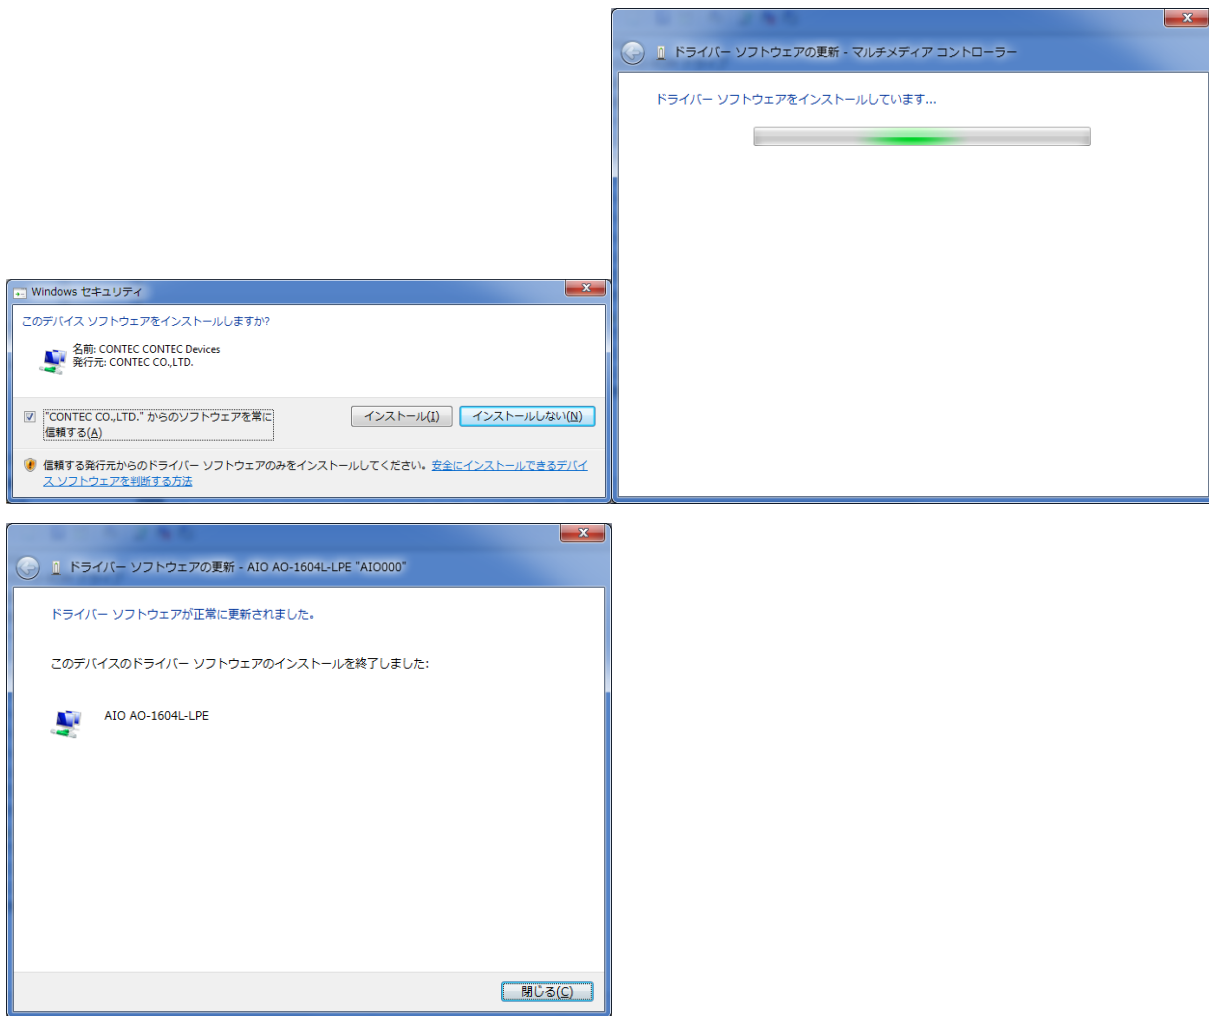 ドライバー ソフトウェアの更新 - マルチメディア コントローラー
ドライバー ソフトウェアをインストールしています...
Windows セキュリティ
このデバイス ソフトウェアをインストールしますか?
名前: CONTEC CONTEC Devices
発行元: CONTEC CO.,LTD.
"CONTEC CO.,LTD." からのソフトウェアを常に
信頼する(A)
インストール(I)
インストールしない(N)
信頼する発行元からのドライバー ソフトウェアのみをインストールしてください。安全にインストールできるデバイ
ス ソフトウェアを判断する方法
ドライバー ソフトウェアの更新 - AIO AO-1604L-LPE "AIO000"
ドライバー ソフトウェアが正常に更新されました。
このデバイスのドライバー ソフトウェアのインストールを終了しました:
AIO AO-1604L-LPE
閉じる(C)